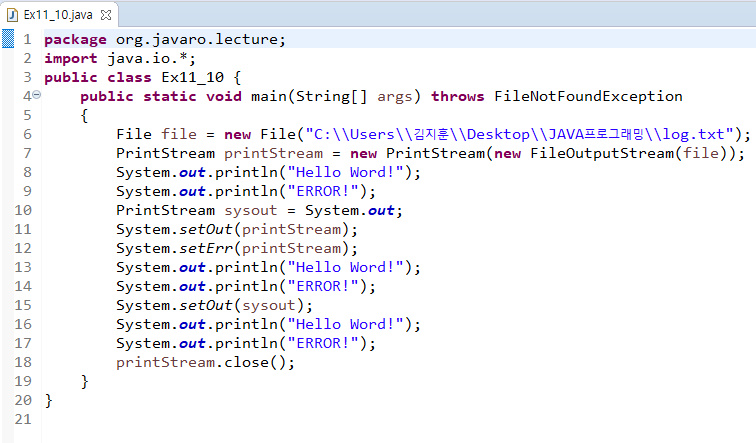 Ex11_10.java
1 package org.javaro.lecture;
2 import java.io.*;
3 public class Ex11_10 {
4 public static void main(String[] args) throws FileNotFoundException
5 {
6 File file = new File("C:\\Users\\김지훈\\Desktop\\JAVA프로그래밍\\log.txt");
7 PrintStream printStream = new PrintStream(new FileOutputStream(file));
8 System.out.println("Hello Word!");
9 System.out.println("ERROR!");
10 PrintStream sysout = System.out;
11 System.setOut(printStream);
12 System.setErr(printStream);
13 System.out.println("Hello Word!");
14 System.out.println("ERROR!");
15 System.setOut(sysout);
16 System.out.println("Hello Word!");
17 System.out.println("ERROR!");
18 printStream.close();
19 }
20 }
21